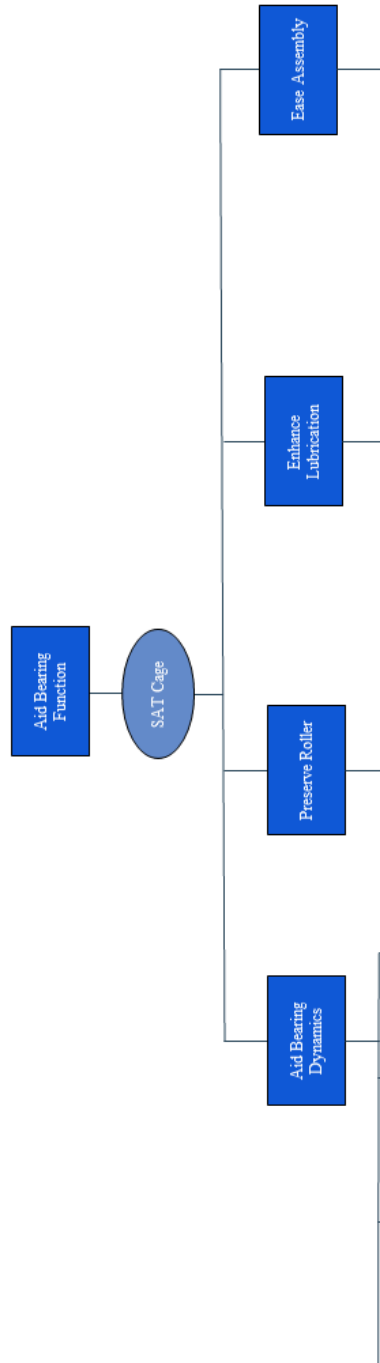 Aid Bearing
Function
SAT Cage
Aid Bearing
Dynamics
Preserve Roller
Enhance
Lubrication
Ease Assembly